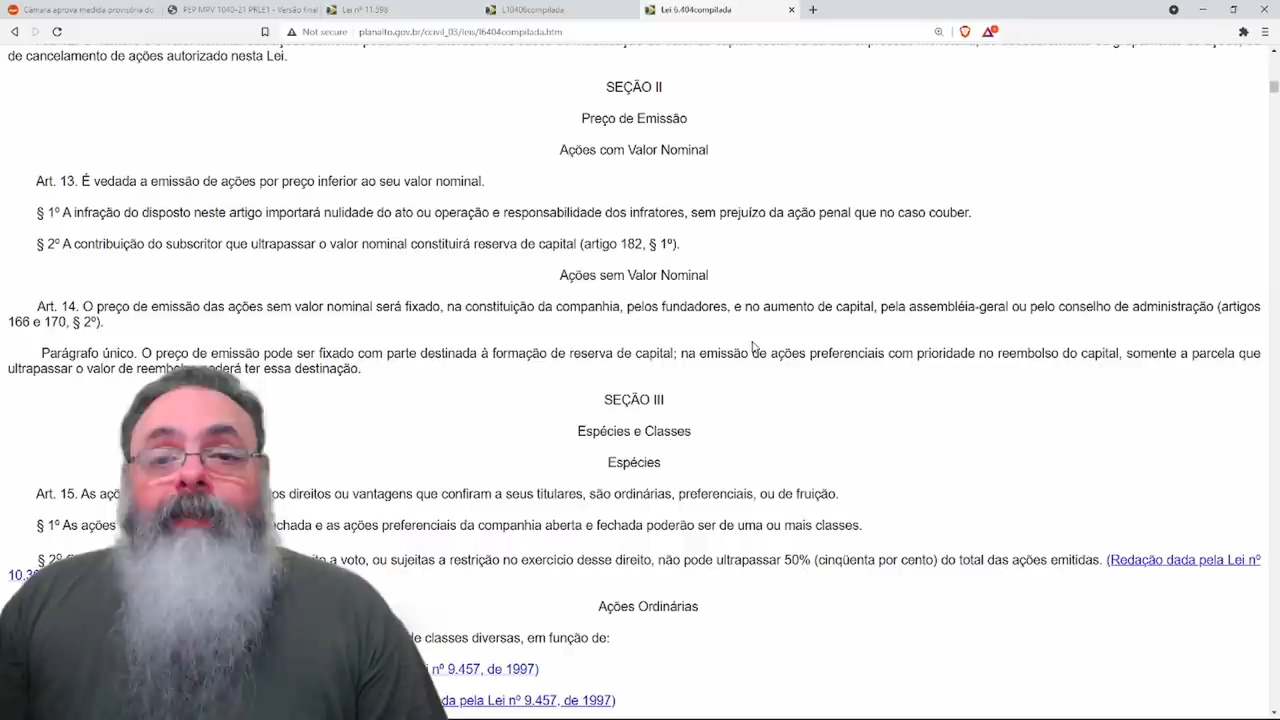 Câmara aprova medida provisória do
PEP MPV 1040-21 PRLE1 - Versão final
Lei nº 11.598
L10406compilada
Lei 6.404compilada
Not secure
planalto.gov.br/ccivil_03/leis/l6404compilada.htm
de cancelamento de ações autorizado nesta Lei.
SEÇÃO II
Preço de Emissão
Ações com Valor Nominal
Art. 13. É vedada a emissão de ações por preço inferior ao seu valor nominal.
§ 1º A infração do disposto neste artigo importará nulidade do ato ou operação e responsabilidade dos infratores, sem prejuízo da ação penal que no caso couber.
§ 2º A contribuição do subscritor que ultrapassar o valor nominal constituirá reserva de capital (artigo 182, § 1º).
Ações sem Valor Nominal
Art. 14. O preço de emissão das ações sem valor nominal será fixado, na constituição da companhia, pelos fundadores, e no aumento de capital, pela assembléia-geral ou pelo conselho de administração (artigos
166 e 170, § 2º).
Parágrafo único. O preço de emissão pode ser fixado com parte destinada à formação de reserva de capital; na emissão de ações preferenciais com prioridade no reembolso do capital, somente a parcela que
ultrapassar o valor de reembolso poderá ter essa destinação.
SEÇÃO III
Espécies e Classes
Espécies
Art. 15. As os direitos ou vantagens que confiram a seus titulares, são ordinárias, preferenciais, ou de fruição.
§ 1º As ações fechada e as ações preferenciais da companhia aberta e fechada poderão ser de uma ou mais classes.
§ 2º a voto, ou sujeitas a restrição no exercício desse direito, não pode ultrapassar 50% (cinqüenta por cento) do total das ações emitidas. (Redação dada pela Lei nº
Ações Ordinárias
de classes diversas, em função de:
nº 9.457, de 1997)
pela Lei nº 9.457, de 1997)